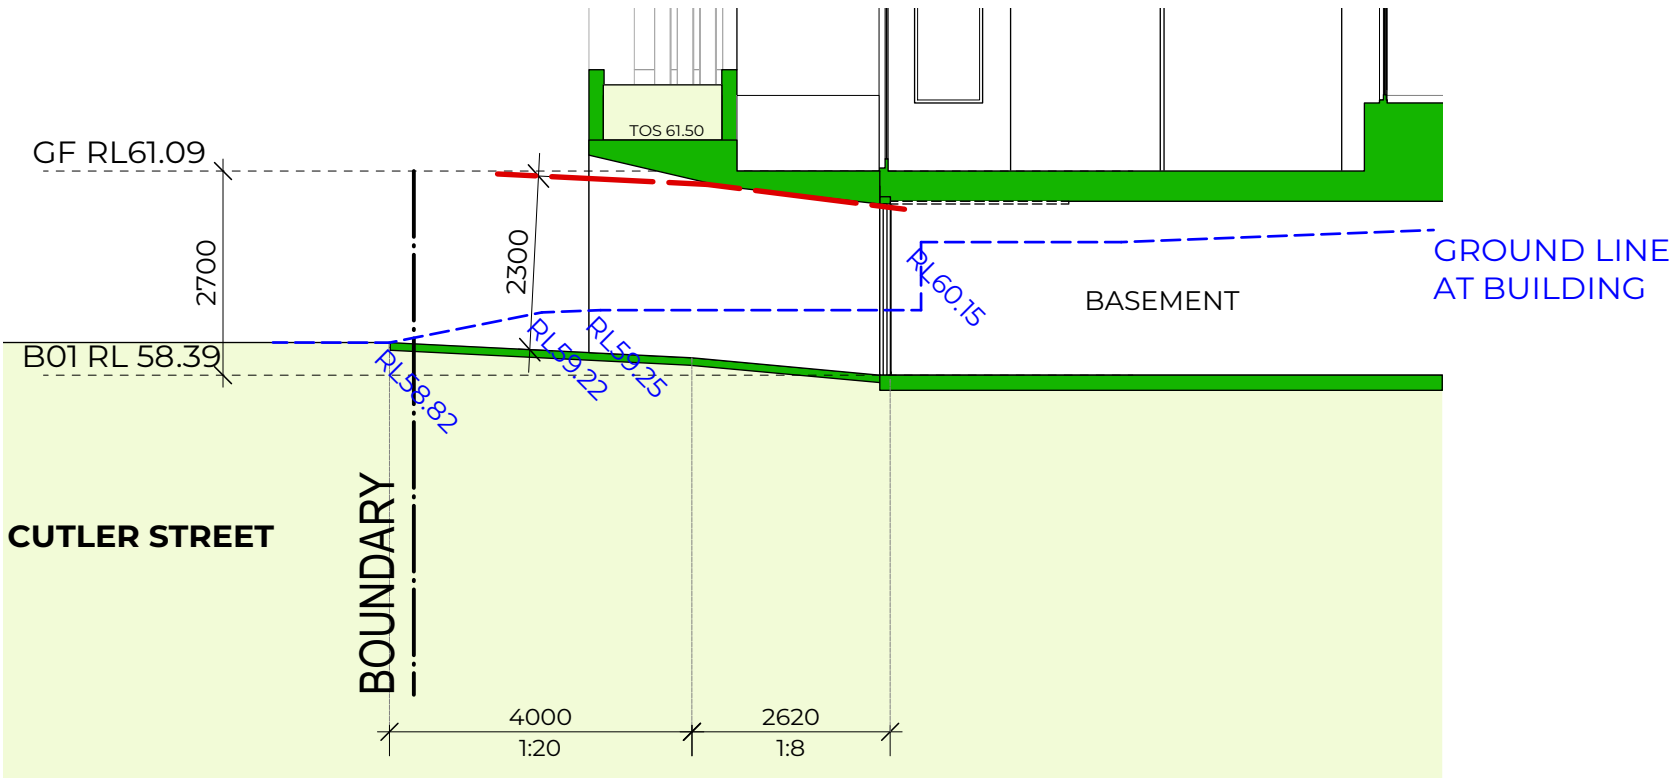 TOS 61.50
GF RL61.09
2700
2300
RL60.15
GROUND LINE
AT BUILDING
BASEMENT
B01 RL 58.39
RL58.82
RL59.22
RL59.25
BOUNDARY
CUTLER STREET
4000
2620
1:20
1:8